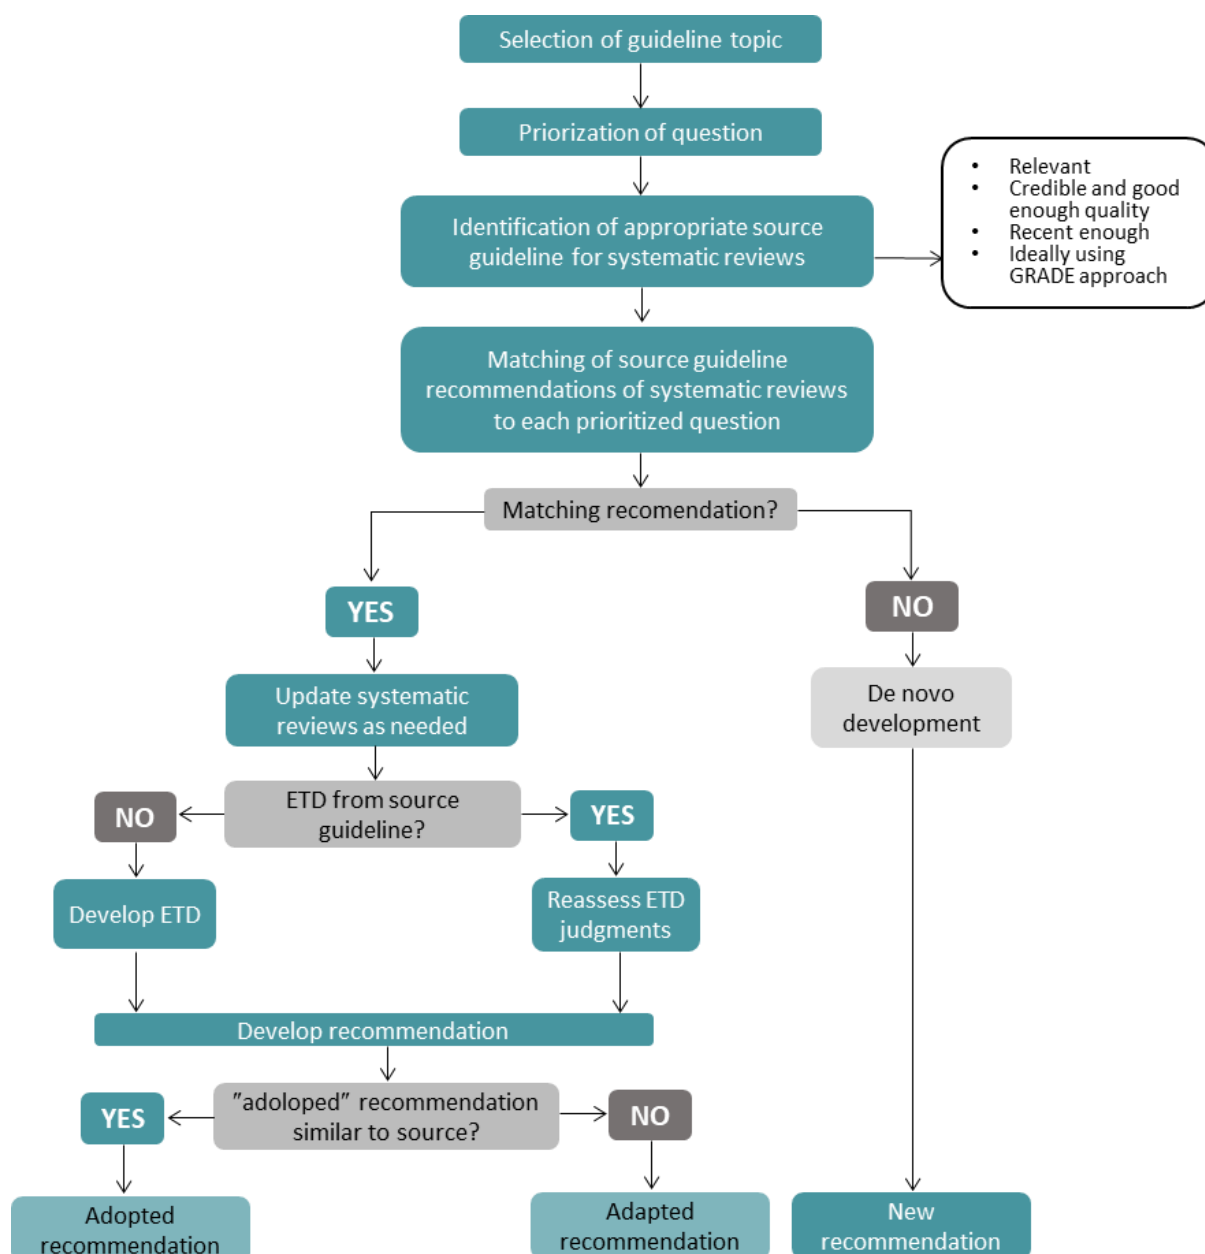 Selection of guideline topic
Priorization of question
Identification of appropriate source
guideline for systematic reviews
• Relevant
• Credible and good
enough quality
• Recent enough
• Ideally using
GRADE approach
Matching of source guideline
recommendations of systematic reviews
to each prioritized question
Matching recomendation?
YES
NO
Update systematic
reviews as needed
De novo
development
NO
ETD from source
guideline?
YES
Develop ETD
Reassess ETD
judgments
Develop recommendation
YES
"adoloped" recommendation
similar to source?
NO
Adopted
recommendation
Adapted
recommendation
New
recommendation